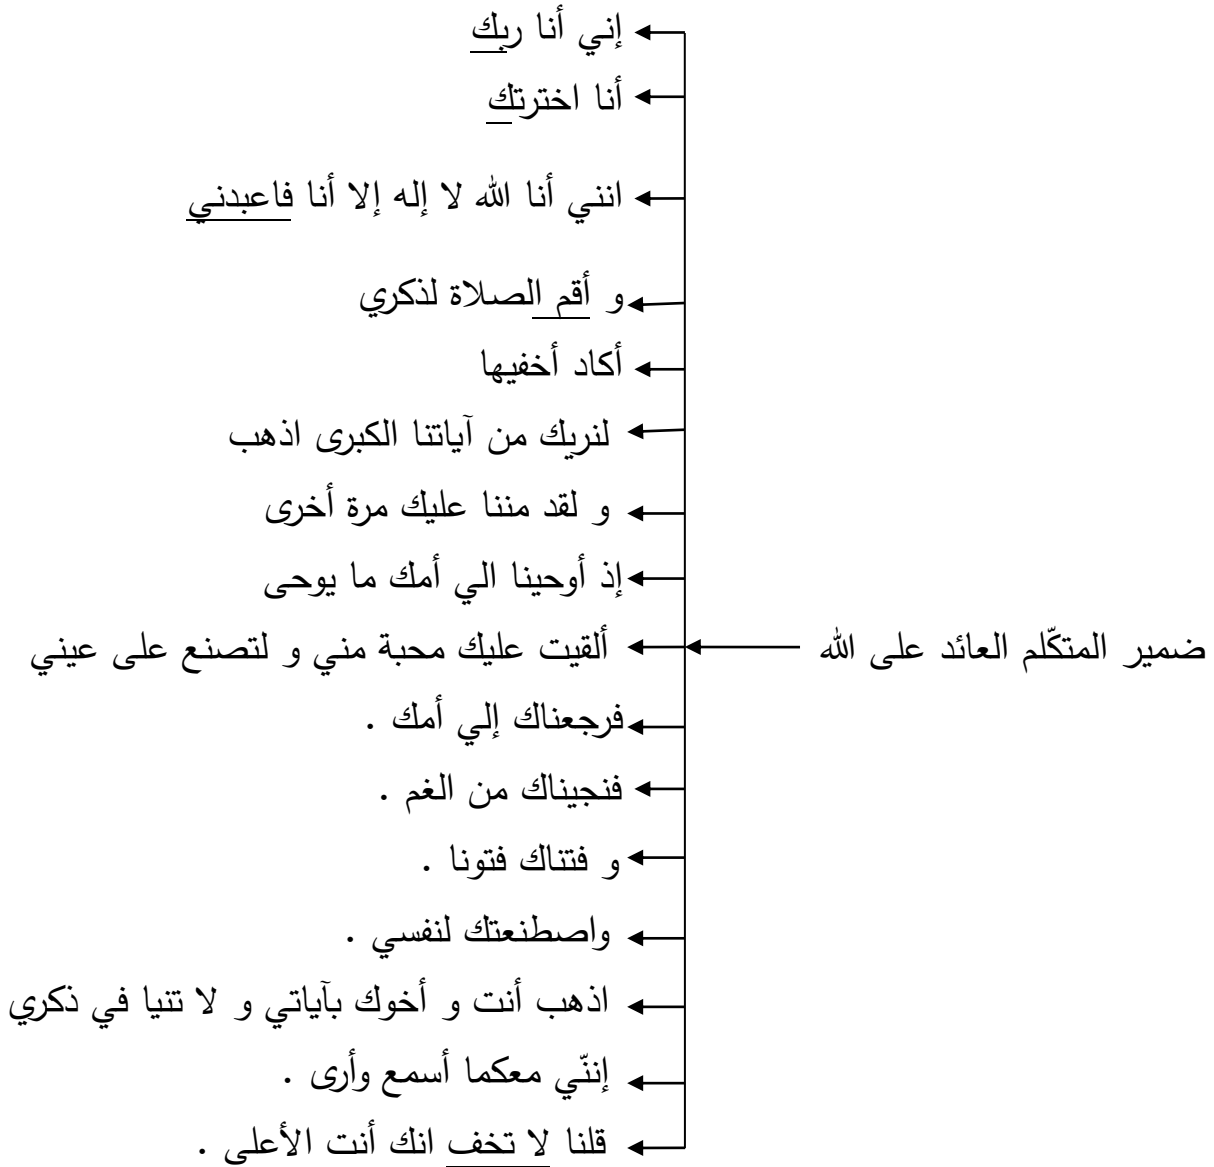 إني أنا ربك
أنا اخترتك
انني أنا الله لا إله إلا أنا فاعبدني
و أقم الصلاة لذكري
أكاد أخفيها
لنريك من آياتنا الكبرى اذهب
و لقد مننا عليك مرة أخرى
إذ أوحينا الي أمك ما يوحى
ضمير المتكّلم العائد على الله
ألقيت عليك محبة مني و لتصنع على عيني
فرجعناك إلي أمك .
فنجيناك من الغم .
و فتناك فتونا .
واصطنعتك لنفسي .
اذهب أنت و أخوك بآياتي و لا تنيا في ذكري
إننّي معكما أسمع وأرى .
قلنا لا تخف انك أنت الأعلى .